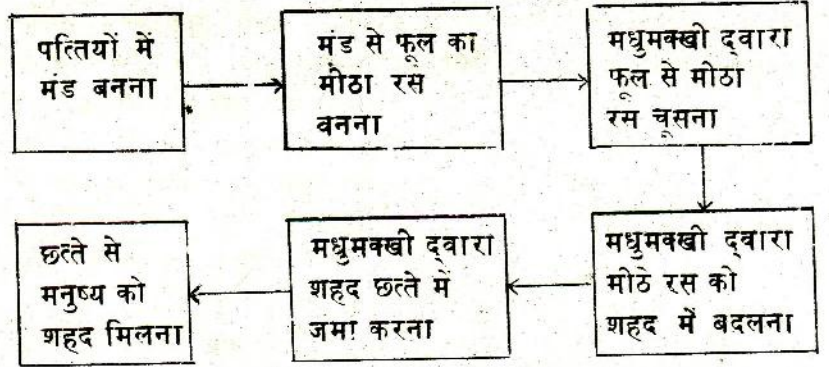 पत्तियों में
मंड बनना
मंड से फूल का
मीठा रस
वनना
मधुमक्खी द्वारा
फूल से मीठा
रस चूसना
मधुमक्खी द्वारा
मीठे रस को
शहद में बदलना
मधुमक्खी द्वारा
शहद छत्ते में
जमा करना
छत्ते से
मनुष्य को
शहद मिलना